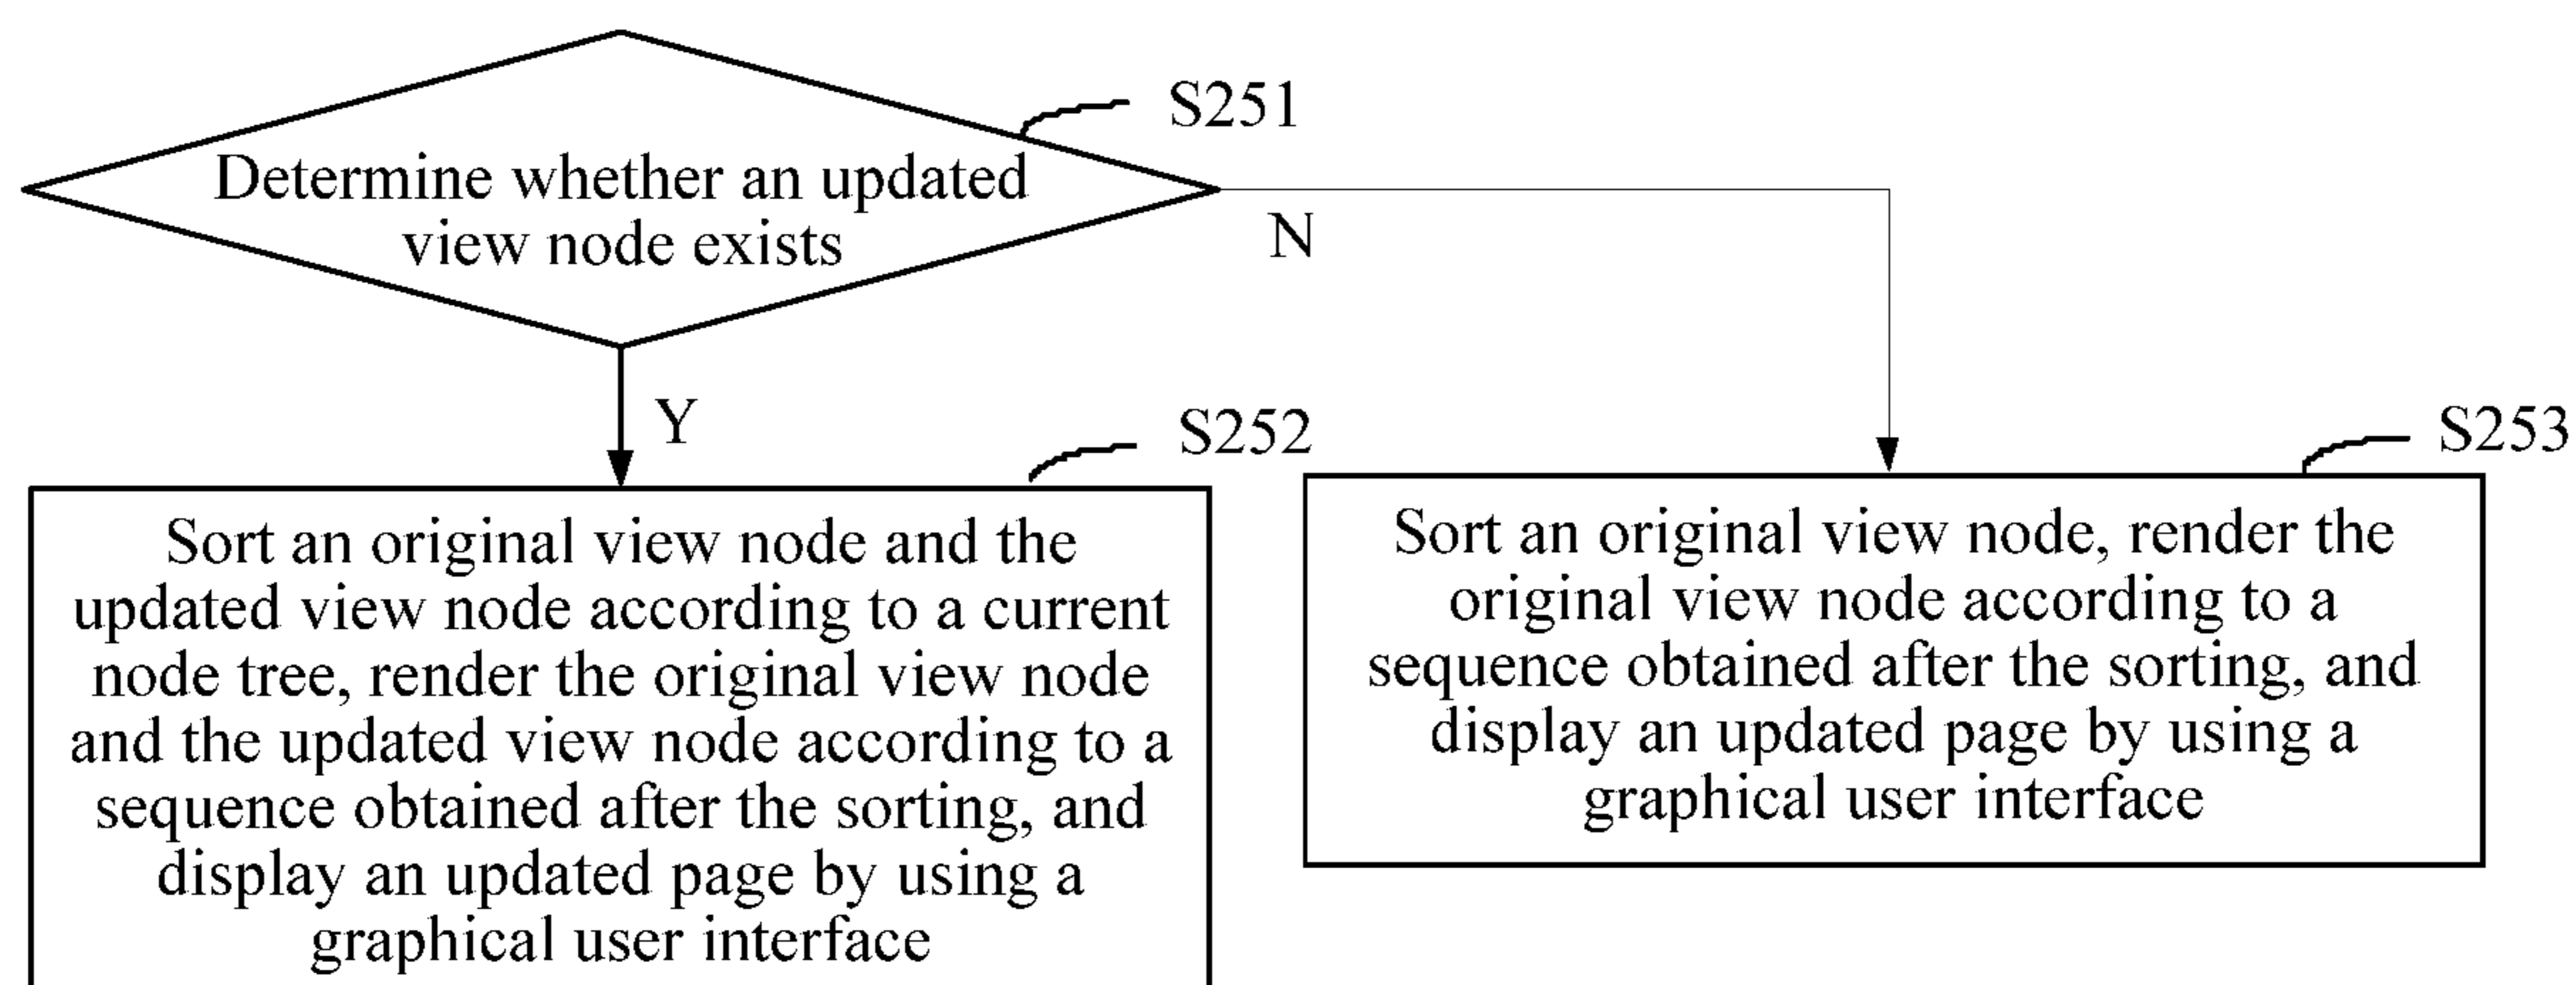 S251
Determine whether an updated
view node exists
N
Y
S252
Sort an original view node and the
updated view node according to a current
node tree, render the original view node
and the updated view node according to a
sequence obtained after the sorting, and
display an updated page by using a
graphical user interface
S253
Sort an original view node, render the
original view node according to a
sequence obtained after the sorting, and
display an updated page by using a
graphical user interface